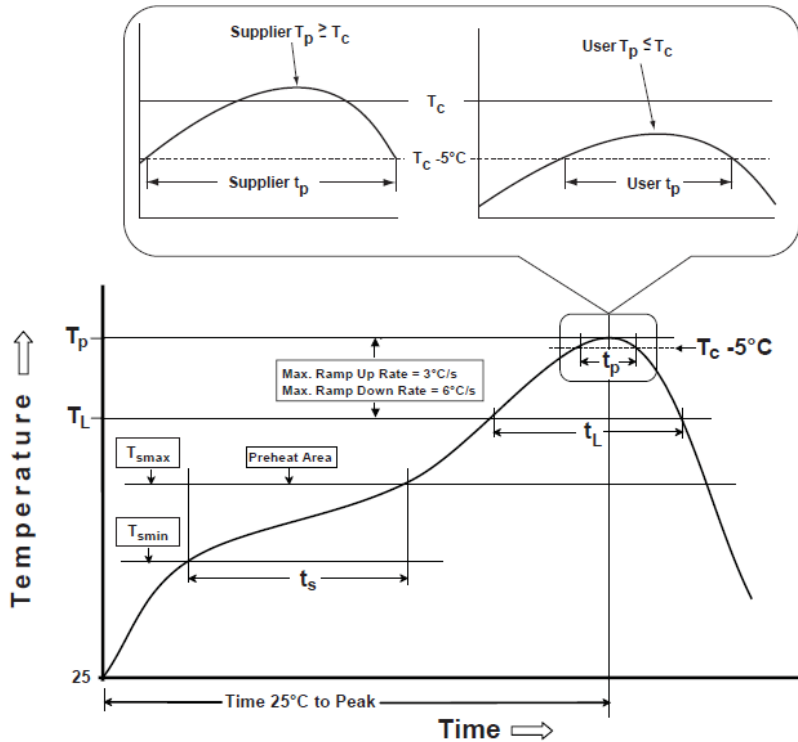 Supplier Tp ≥ Tc
User Tp ≤ Tc
Tc
Tc -5°C
Supplier tp
User tp
Tp
Tc -5°C
tp
Max. Ramp Up Rate = 3°C/s
Max. Ramp Down Rate = 6°C/s
TL
tL
Tsmax
Preheat Area
Tsmin
ts
Temperature
25
Time 25°C to Peak
Time